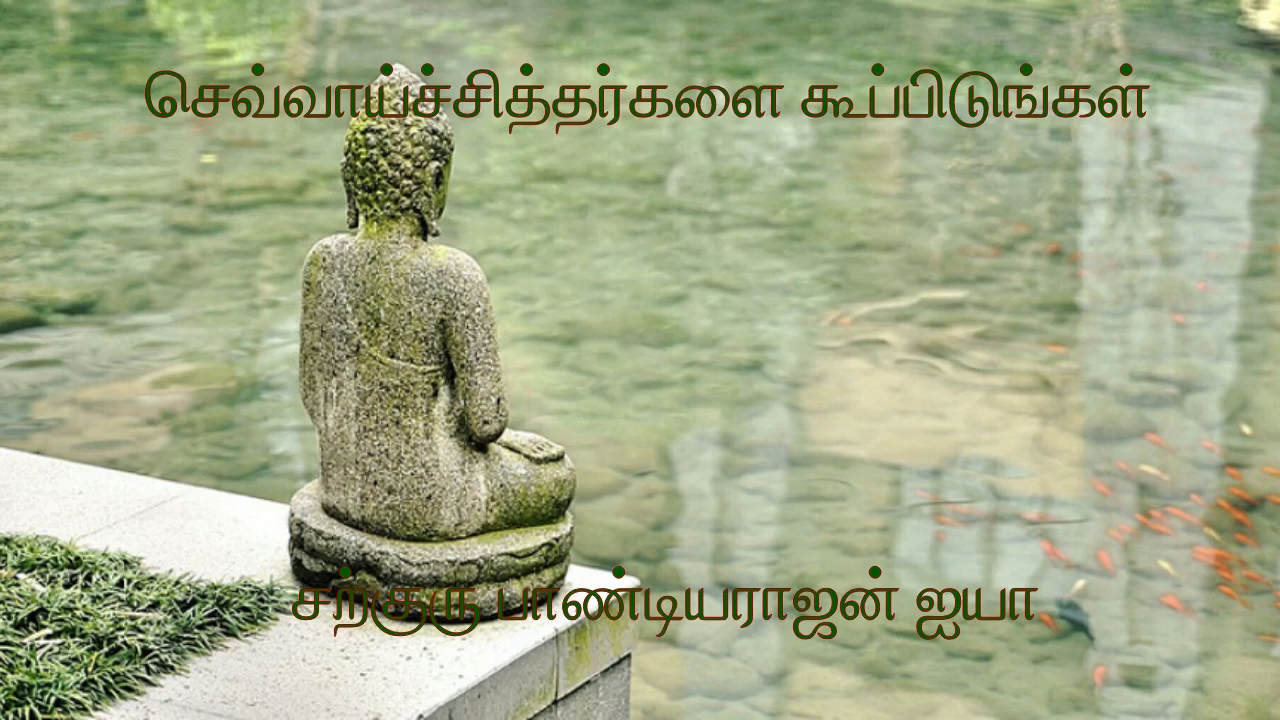 செவ்வாய்ச்சித்தர்களை கூப்பிடுங்கள்
சற்குரு பாண்டியராஜன் ஐயா